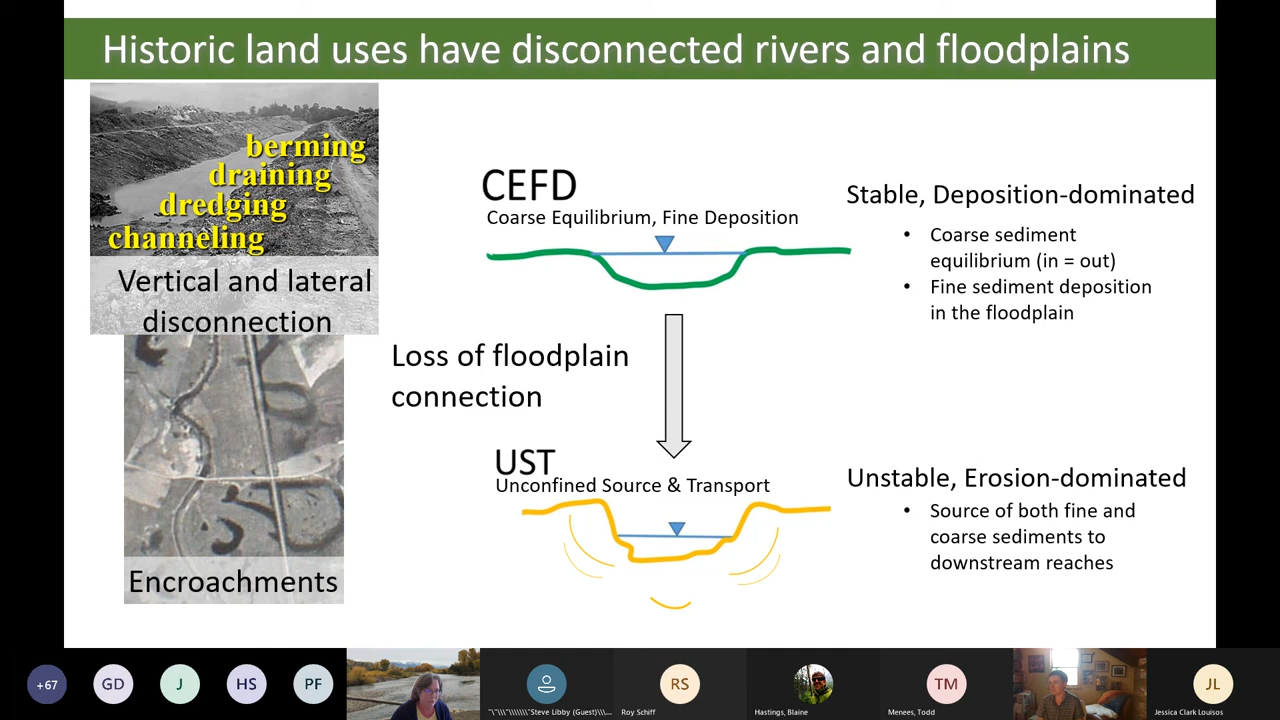 Historic land uses have disconnected rivers and floodplains
berming
draining
dredging
channeling
Vertical and lateral
disconnection
Encroachments
CEFD
Coarse Equilibrium, Fine Deposition
Loss of floodplain
connection
UST
Unconfined Source & Transport
Stable, Deposition-dominated
• Coarse sediment
equilibrium (in = out)
• Fine sediment deposition
in the floodplain
Unstable, Erosion-dominated
• Source of both fine and
coarse sediments to
downstream reaches
+67
GD
J
HS
PF
"\"\\\"\\\\\\\"Steve Libby (Guest)\\\...
RS
Roy Schiff
Hastings, Blaine
TM
Menees, Todd
JL
Jessica Clark Louisos